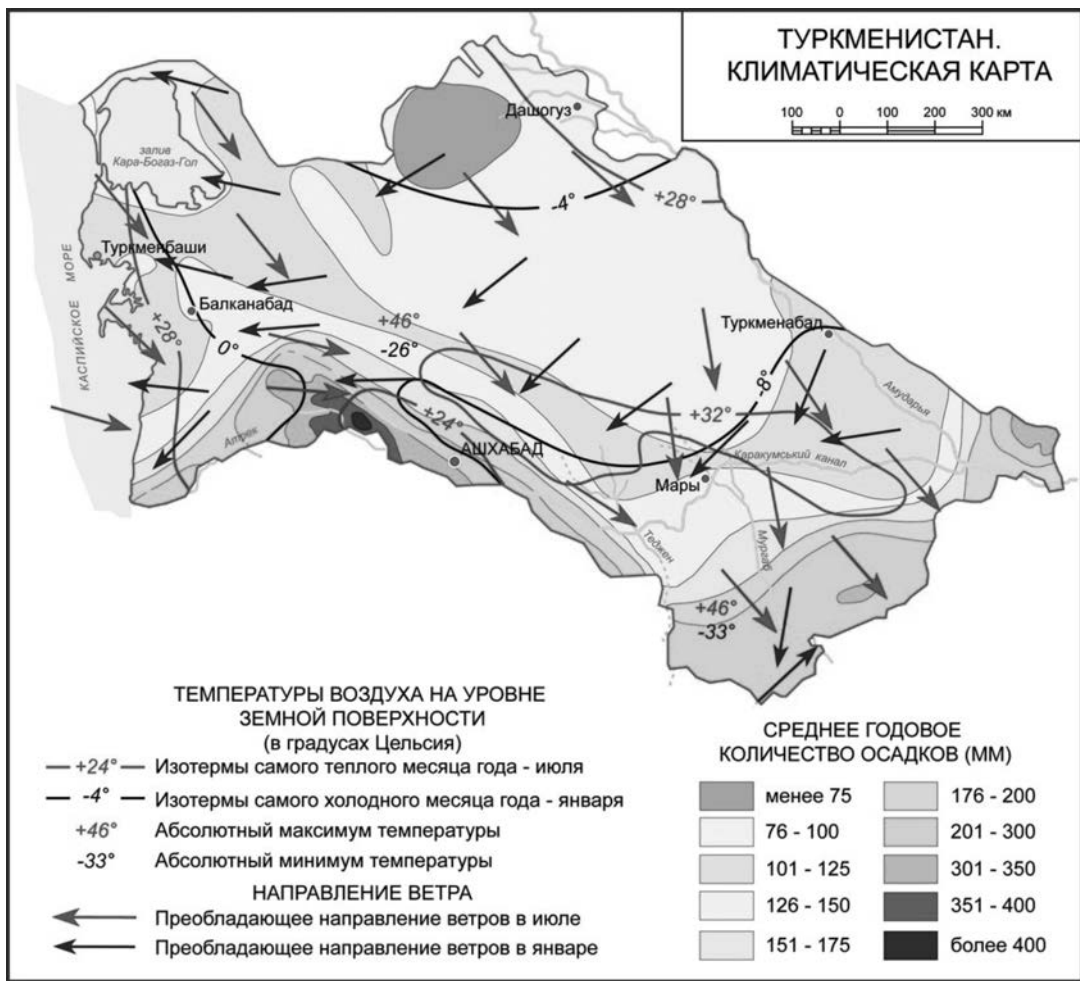 ТУРКМЕНИСТАН.
КЛИМАТИЧЕСКАЯ КАРТА
100 0 100 200 300 км
залив
Кара-Богаз-Гол
Дашогуз
-4°
+28°
КАСПИЙСКОЕ МОРЕ
Туркменбаши
Балканабад
+28°
0°
+46°
-26°
Туркменабад
-8°
Амударья
+32°
+24°
АШХАБАД
Атрек
Каракумський канал
Мары
Теджен
Мургаб
+46°
-33°
ТЕМПЕРАТУРЫ ВОЗДУХА НА УРОВНЕ
ЗЕМНОЙ ПОВЕРХНОСТИ
(в градусах Цельсия)
+24° Изотермы самого теплого месяца года - июля
-4° Изотермы самого холодного месяца года - января
+46° Абсолютный максимум температуры
-33° Абсолютный минимум температуры
НАПРАВЛЕНИЕ ВЕТРА
Преобладающее направление ветров в июле
Преобладающее направление ветров в январе
СРЕДНЕЕ ГОДОВОЕ
КОЛИЧЕСТВО ОСАДКОВ (ММ)
менее 75
76 - 100
101 - 125
126 - 150
151 - 175
176 - 200
201 - 300
301 - 350
351 - 400
более 400